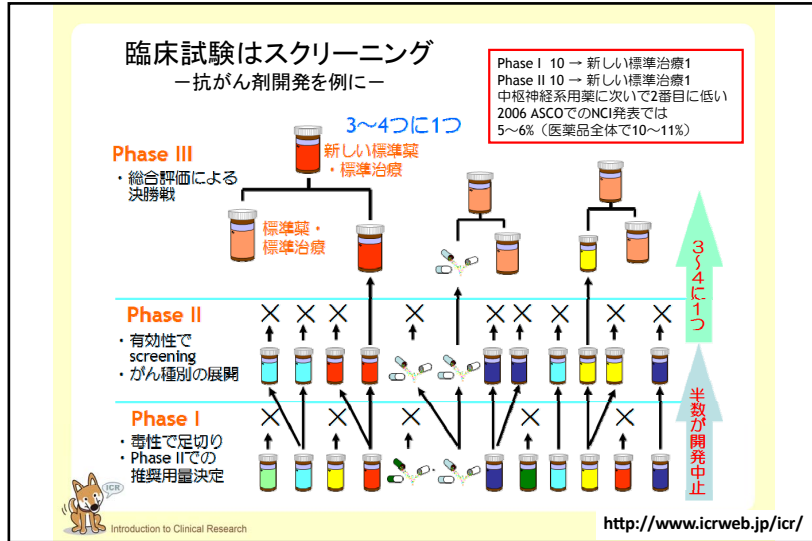 臨床試験はスクリーニング
－抗がん剤開発を例に－
Phase I 10 → 新しい標準治療1
Phase II 10 → 新しい標準治療1
中枢神経系用薬に次いで2番目に低い
2006 ASCOでのNCI発表では
5～6%（医薬品全体で10～11%）
3～4つに1つ
Phase III
・総合評価による
決勝戦
新しい標準薬
・標準治療
標準薬・
標準治療
3～4に1つ
Phase II
・有効性で
screening
・がん種別の展開
Phase I
・毒性で足切り
・Phase IIでの
推奨用量決定
半数が開発中止
ICR
Introduction to Clinical Research
http://www.icrweb.jp/icr/